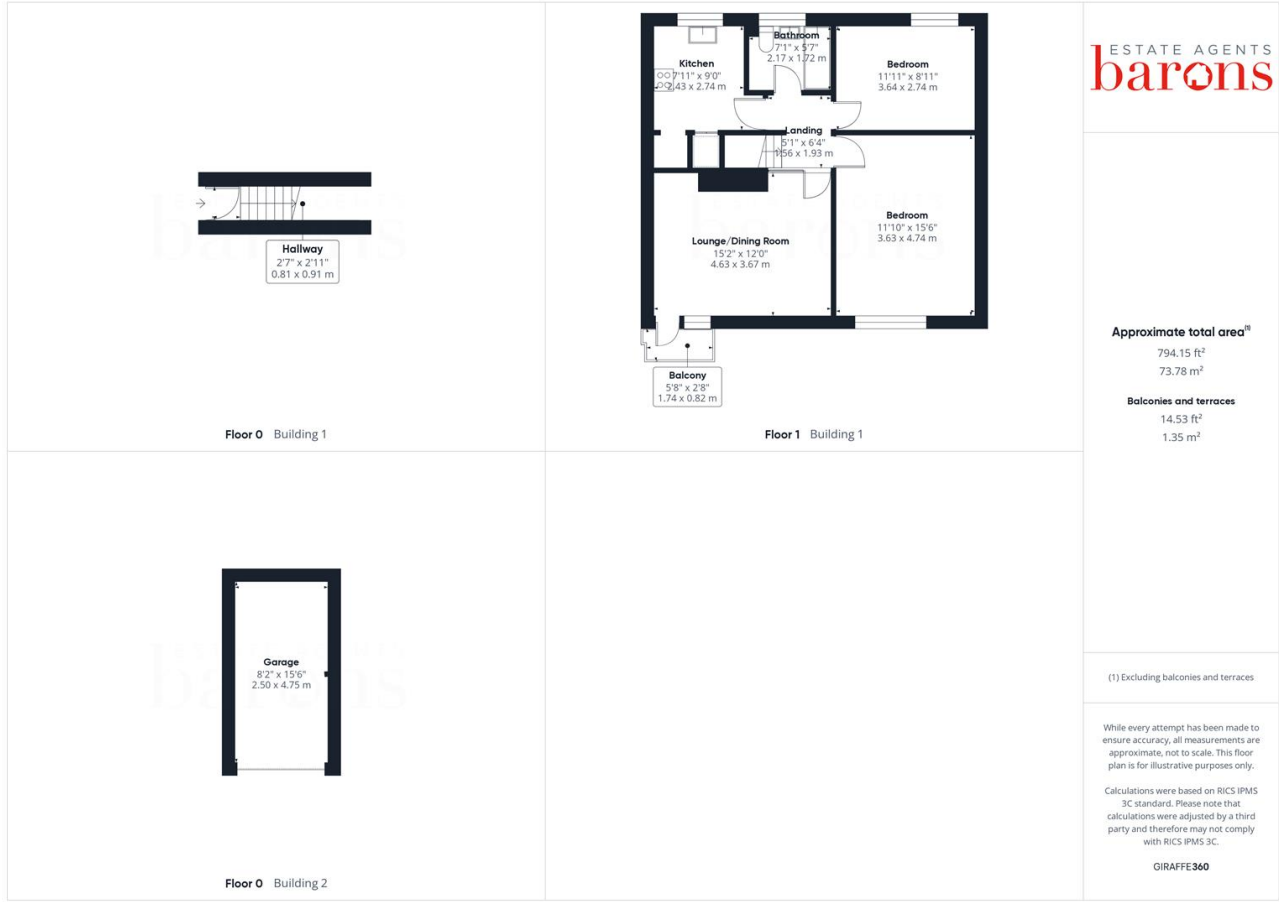 Hallway
2'7" x 2'11"
0.81 x 0.91 m
Floor 0 Building 1
Kitchen
7'11" x 9'0"
2.43 x 2.74 m
Bathroom
7'1" x 5'7"
2.17 x 1.72 m
Bedroom
11'11" x 8'11"
3.64 x 2.74 m
Landing
5'1" x 6'4"
1.56 x 1.93 m
Lounge/Dining Room
15'2" x 12'0"
4.63 x 3.67 m
Bedroom
11'10" x 15'6"
3.63 x 4.74 m
Balcony
5'8" x 2'8"
1.74 x 0.82 m
Floor 1 Building 1
Garage
8'2" x 15'6"
2.50 x 4.75 m
Floor 0 Building 2
ESTATE AGENTS
barons
Approximate total area(1)
794.15 ft²
73.78 m²
Balconies and terraces
14.53 ft²
1.35 m²
(1) Excluding balconies and terraces
While every attempt has been made to
ensure accuracy, all measurements are
approximate, not to scale. This floor
plan is for illustrative purposes only.
Calculations were based on RICS IPMS
3C standard. Please note that
calculations were adjusted by a third
party and therefore may not comply
with RICS IPMS 3C.
GIRAFFE360